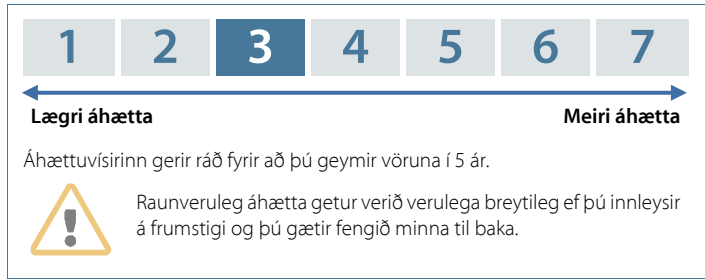 1 2 3 4 5 6 7
Lægri áhætta Meiri áhætta
Áhættuvísirinn gerir ráð fyrir að þú geymir vöruna í 5 ár.
Raunveruleg áhætta getur verið verulega breytileg ef þú innleysir
á frumstigi og þú gætir fengið minna til baka.